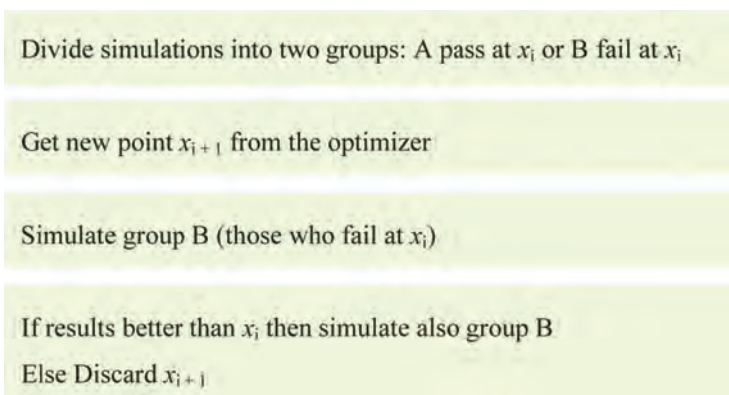 Divide simulations into two groups: A pass at xi or B fail at xi
Get new point xi + 1 from the optimizer
Simulate group B (those who fail at xi)
If results better than xi then simulate also group B
Else Discard xi + 1